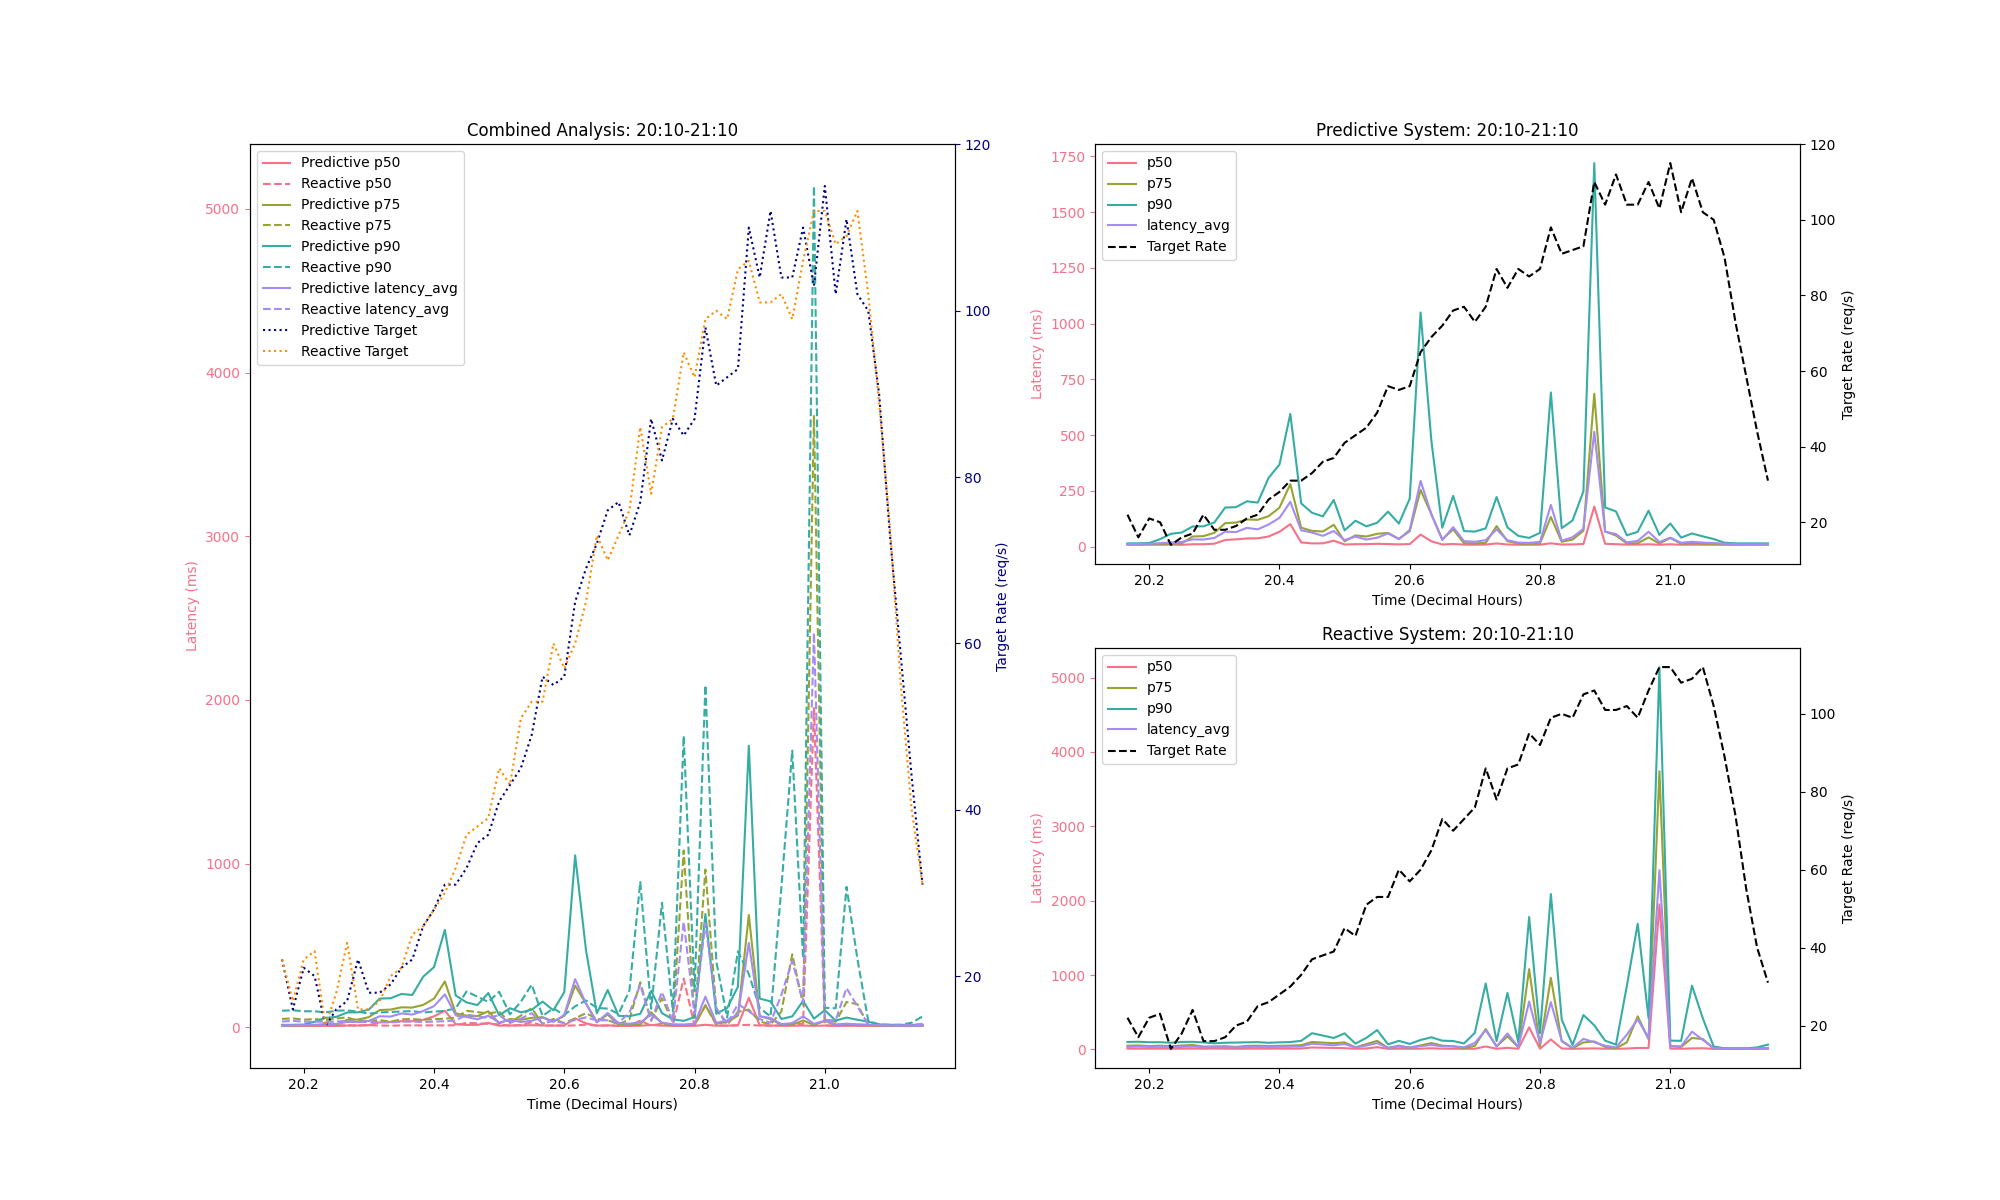 Combined Analysis: 20:10-21:10
Predictive p50
Reactive p50
Predictive p75
Reactive p75
Predictive p90
Reactive p90
Predictive latency_avg
Reactive latency_avg
Predictive Target
Reactive Target
5000
4000
3000
2000
1000
0
Latency (ms)
120
100
80
60
40
20
Target Rate (req/s)
20.2 20.4 20.6 20.8 21.0
Time (Decimal Hours)
Predictive System: 20:10-21:10
p50
p75
p90
latency_avg
Target Rate
1750
1500
1250
1000
750
500
250
0
Latency (ms)
120
100
80
60
40
20
Target Rate (req/s)
20.2 20.4 20.6 20.8 21.0
Time (Decimal Hours)
Reactive System: 20:10-21:10
p50
p75
p90
latency_avg
Target Rate
5000
4000
3000
2000
1000
0
Latency (ms)
100
80
60
40
20
Target Rate (req/s)
20.2 20.4 20.6 20.8 21.0
Time (Decimal Hours)